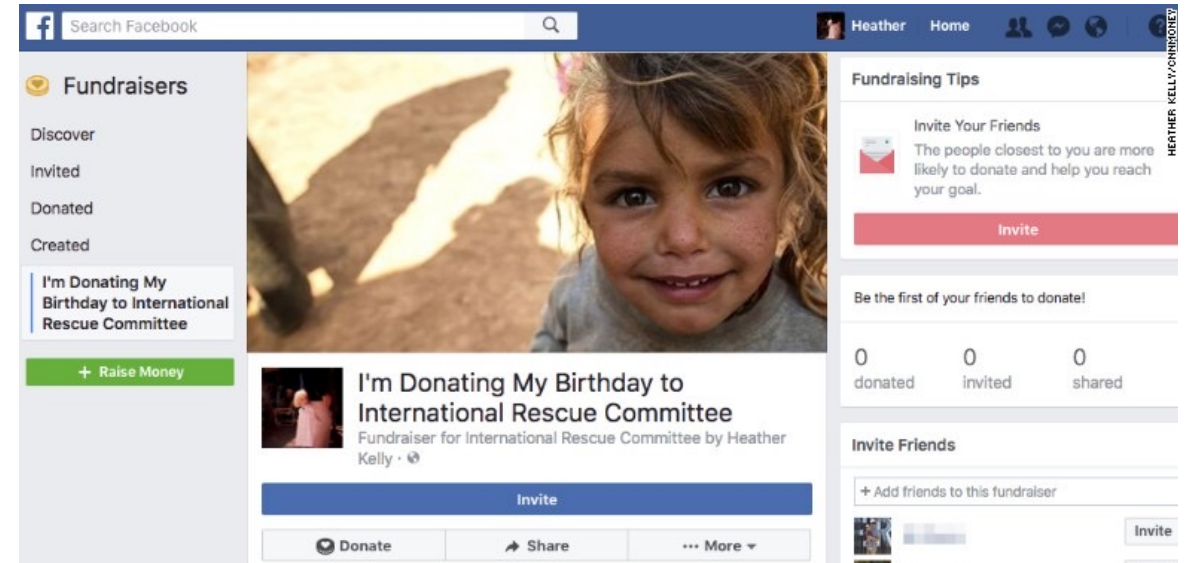 f
Search Facebook
Heather
Home
?
HEATHER KELLY/CNNMONEY
Fundraisers
Discover
Invited
Donated
Created
I'm Donating My
Birthday to International
Rescue Committee
+ Raise Money
I'm Donating My Birthday to
International Rescue Committee
Fundraiser for International Rescue Committee by Heather
Kelly ·
Invite
Donate
Share
··· More
Fundraising Tips
Invite Your Friends
The people closest to you are more
likely to donate and help you reach
your goal.
Invite
Be the first of your friends to donate!
0 0 0
donated invited shared
Invite Friends
+ Add friends to this fundraiser
Invite